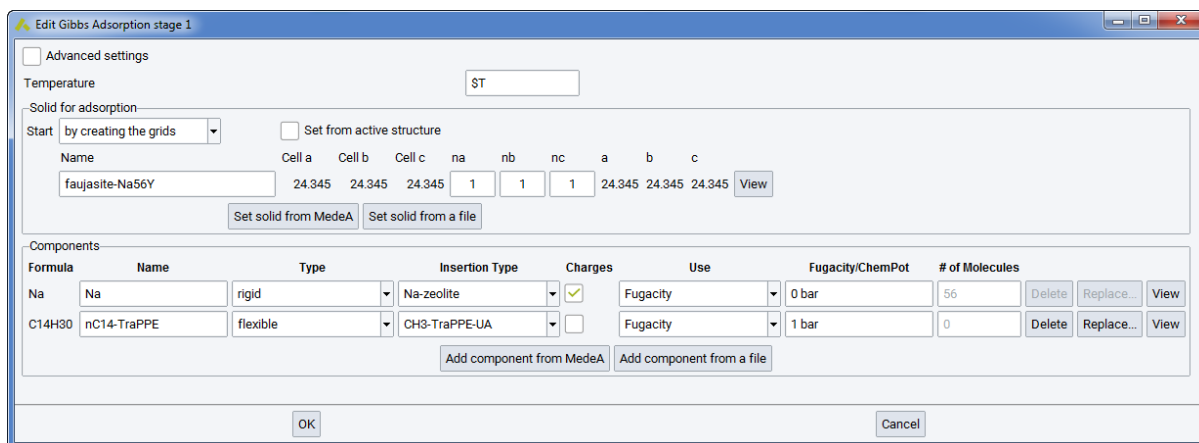 Edit Gibbs Adsorption stage 1
Advanced settings
Temperature $T
Solid for adsorption
Start by creating the grids Set from active structure
Name Cell a Cell b Cell c na nb nc a b c
faujasite-Na56Y 24.345 24.345 24.345 1 1 1 24.345 24.345 24.345 View
Set solid from MedeA Set solid from a file
Components
Formula Name Type Insertion Type Charges Use Fugacity/ChemPot # of Molecules
Na Na rigid Na-zeolite Fugacity 0 bar 56 Delete Replace... View
C14H30 nC14-TraPPE flexible CH3-TraPPE-UA Fugacity 1 bar 0 Delete Replace... View
Add component from MedeA Add component from a file
OK Cancel